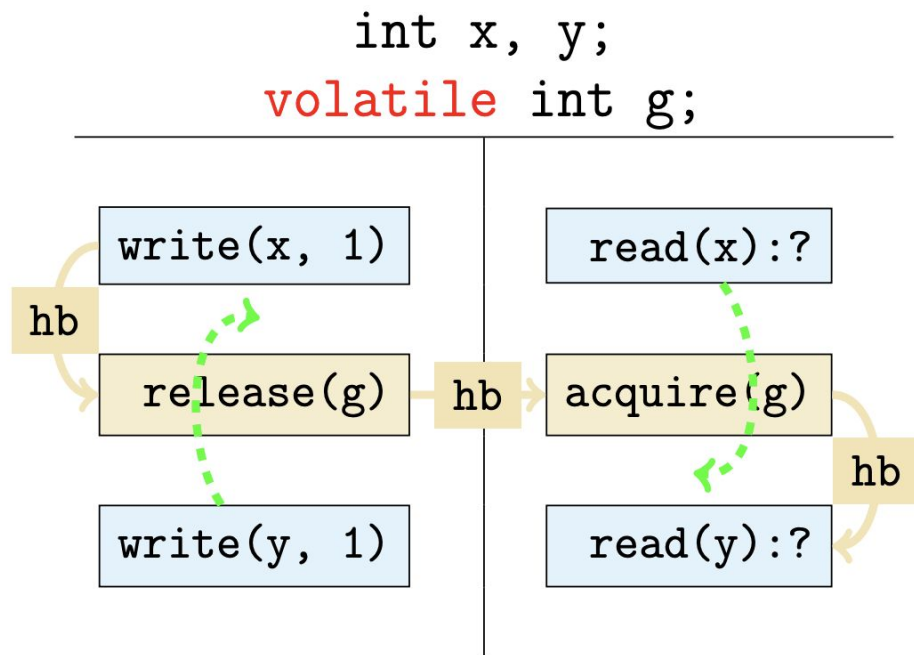 int x, y;
volatile int g;
write(x, 1)
hb
release(g)
write(y, 1)
hb
read(x):?
acquire(g)
hb
read(y):?